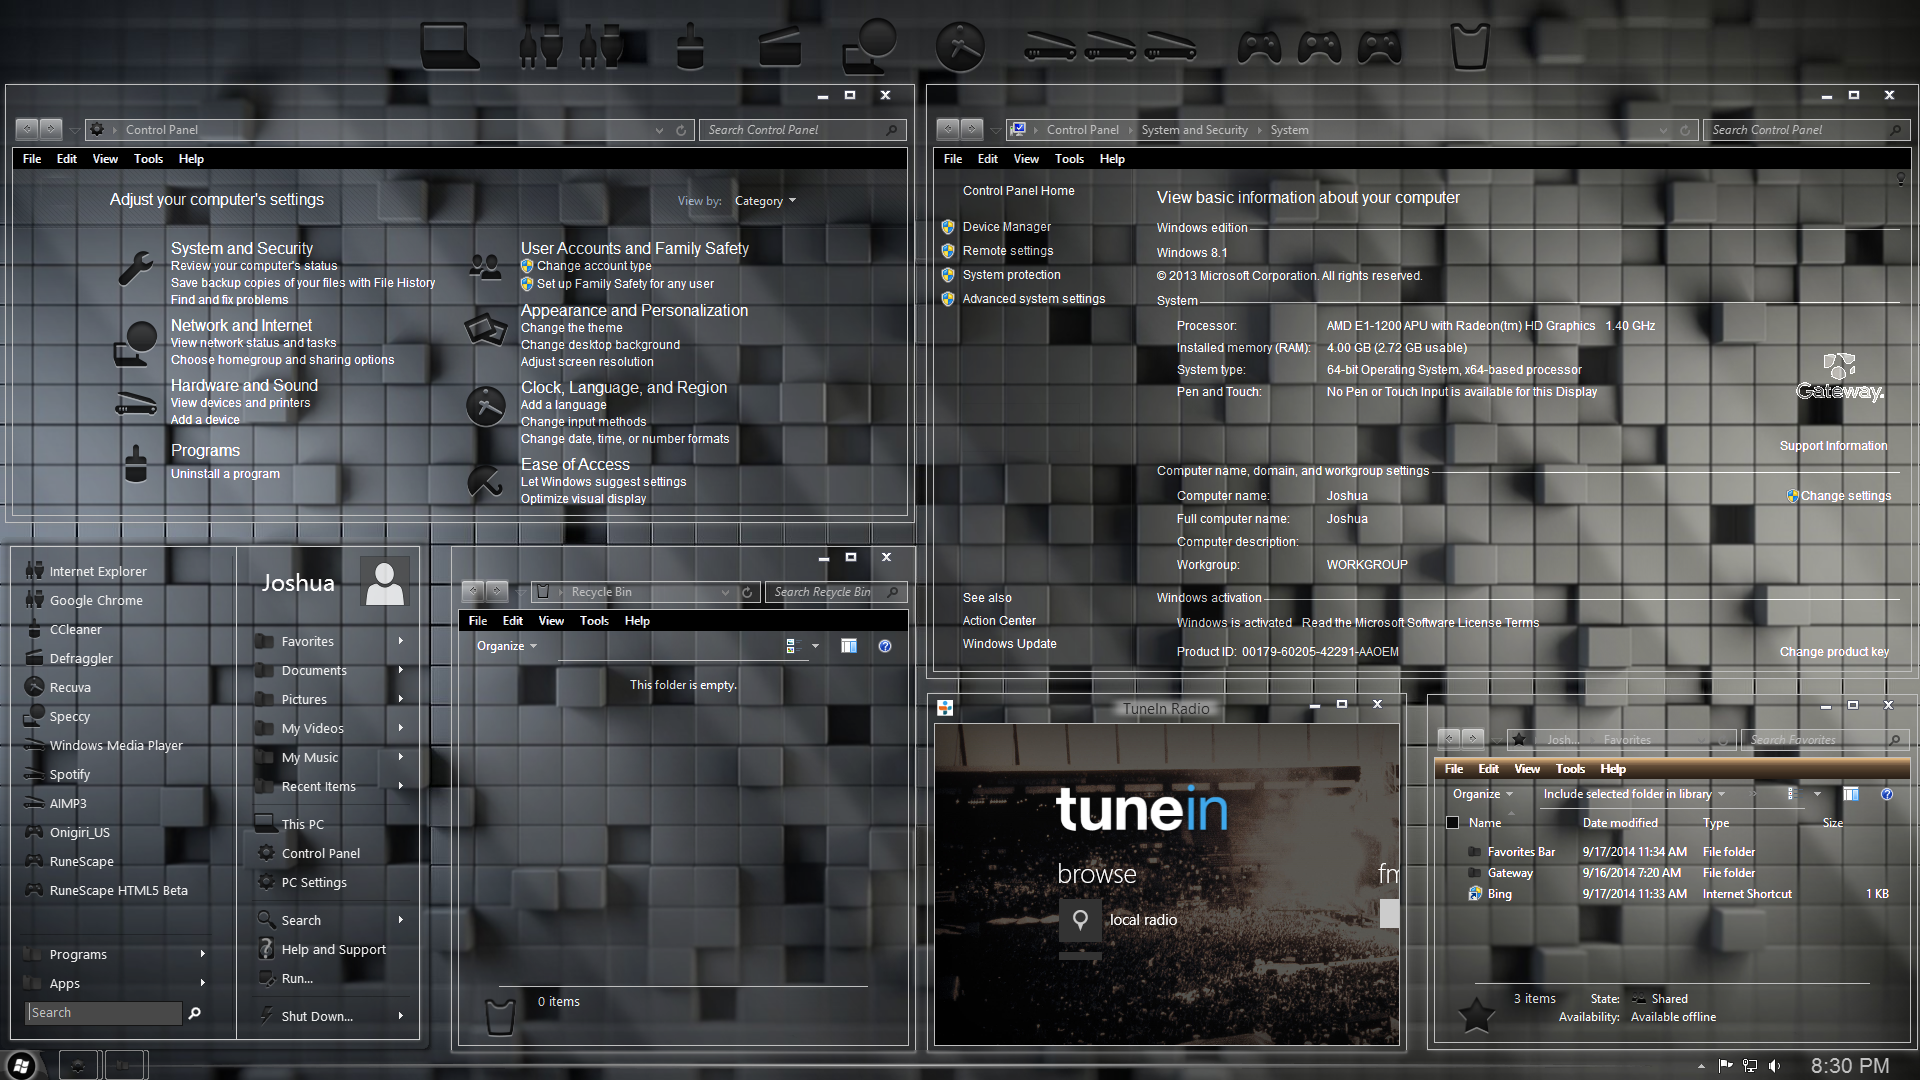 Control Panel
Search Control Panel
File Edit View Tools Help
Adjust your computer's settings
View by: Category
System and Security
Review your computer's status
Save backup copies of your files with File History
Find and fix problems
Network and Internet
View network status and tasks
Choose homegroup and sharing options
Hardware and Sound
View devices and printers
Add a device
Programs
Uninstall a program
User Accounts and Family Safety
Change account type
Set up Family Safety for any user
Appearance and Personalization
Change the theme
Change desktop background
Adjust screen resolution
Clock, Language, and Region
Add a language
Change input methods
Change date, time, or number formats
Ease of Access
Let Windows suggest settings
Optimize visual display
Control Panel System and Security System
Search Control Panel
File Edit View Tools Help
Control Panel Home
Device Manager
Remote settings
System protection
Advanced system settings
See also
Action Center
Windows Update
View basic information about your computer
Windows edition
Windows 8.1
© 2013 Microsoft Corporation. All rights reserved.
System
Processor: AMD E1-1200 APU with Radeon(tm) HD Graphics 1.40 GHz
Installed memory (RAM): 4.00 GB (2.72 GB usable)
System type: 64-bit Operating System, x64-based processor
Pen and Touch: No Pen or Touch Input is available for this Display
Gateway.
Support Information
Computer name, domain, and workgroup settings
Computer name: Joshua
Change settings
Full computer name: Joshua
Computer description:
Workgroup: WORKGROUP
Windows activation
Windows is activated Read the Microsoft Software License Terms
Product ID: 00179-60205-42291-AAOEM
Change product key
Internet Explorer
Google Chrome
CCleaner
Defraggler
Recuva
Speccy
Windows Media Player
Spotify
AIMP3
Onigiri_US
RuneScape
RuneScape HTML5 Beta
Programs
Apps
Search
Joshua
Favorites
Documents
Pictures
My Videos
My Music
Recent Items
This PC
Control Panel
PC Settings
Search
Help and Support
Run...
Shut Down...
Recycle Bin
Search Recycle Bin
File Edit View Tools Help
Organize
This folder is empty.
0 items
TuneIn Radio
tunein
browse
fm
local radio
Josh... Favorites
Search Favorites
File Edit View Tools Help
Organize Include selected folder in library
Name Date modified Type Size
Favorites Bar 9/17/2014 11:34 AM File folder
Gateway 9/16/2014 7:20 AM File folder
Bing 9/17/2014 11:33 AM Internet Shortcut 1 KB
3 items State: Shared
Availability: Available offline
8:30 PM